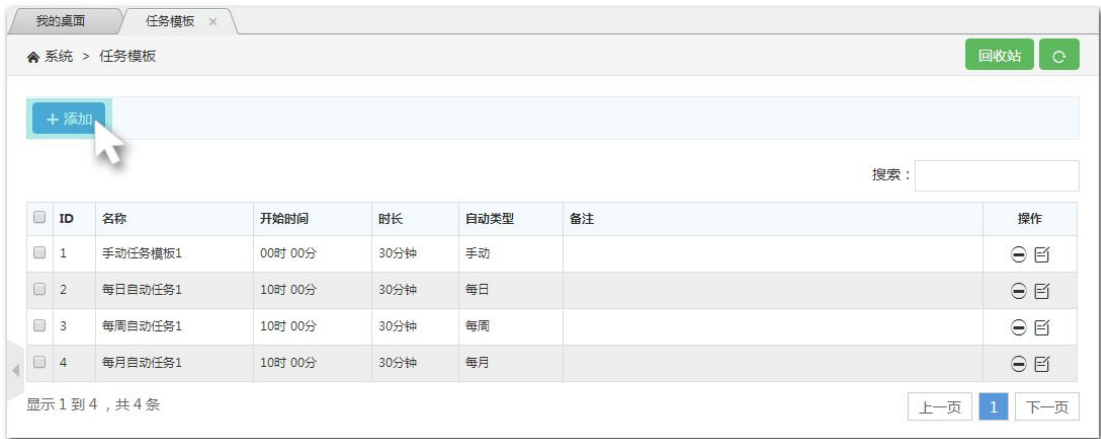 我的桌面 任务模板 ×
系统 > 任务模板 回收站
+ 添加
搜索：
ID 名称 开始时间 时长 自动类型 备注 操作
1 手动任务模板1 00时 00分 30分钟 手动
2 每日自动任务1 10时 00分 30分钟 每日
3 每周自动任务1 10时 00分 30分钟 每周
4 每月自动任务1 10时 00分 30分钟 每月
显示 1 到 4 ，共 4 条 上一页 1 下一页